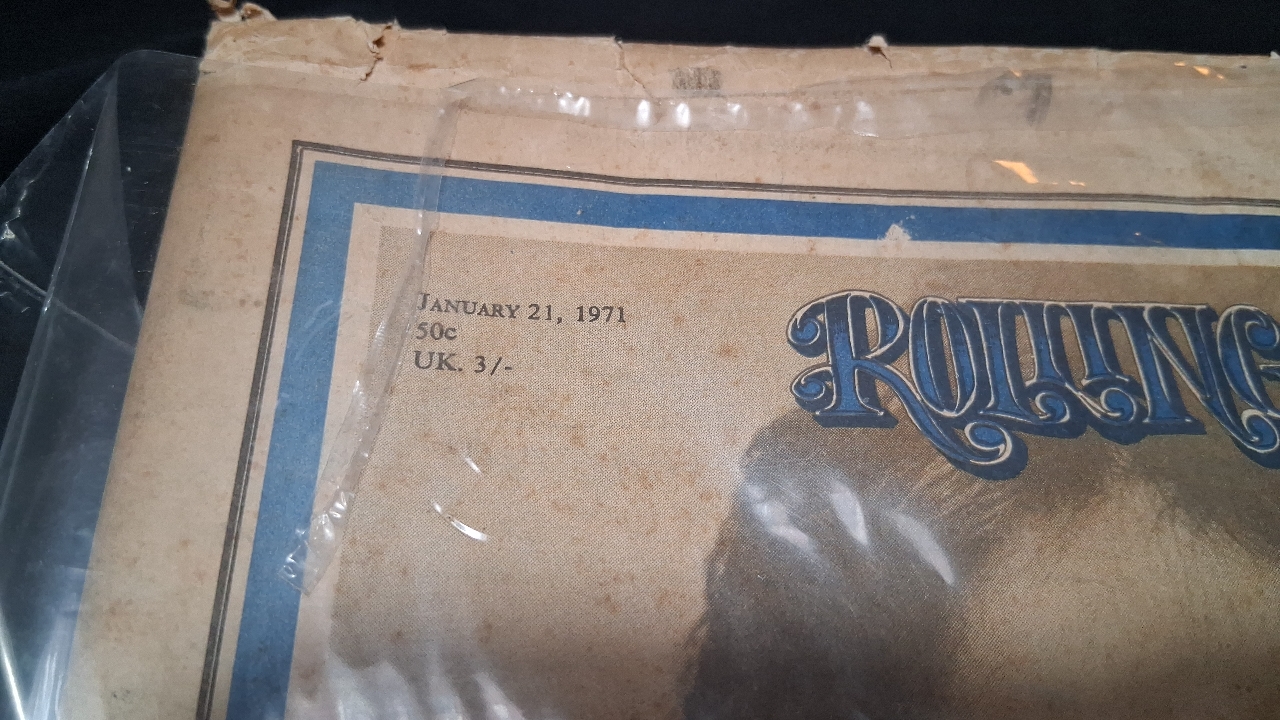 January 21, 1971
50c
UK. 3/-
ROLLING